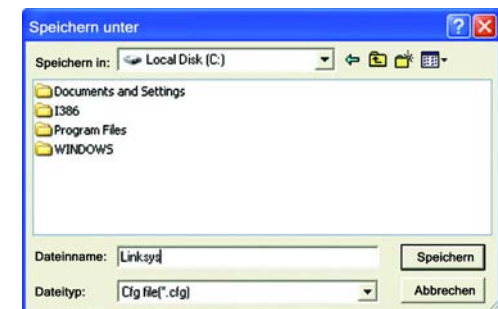 Speichern unter
Speichern in: Local Disk (C:)
Documents and Settings
I386
Program Files
WINDOWS
Dateiname: Linksys Speichern
Dateityp: Cfg file(*.cfg) Abbrechen